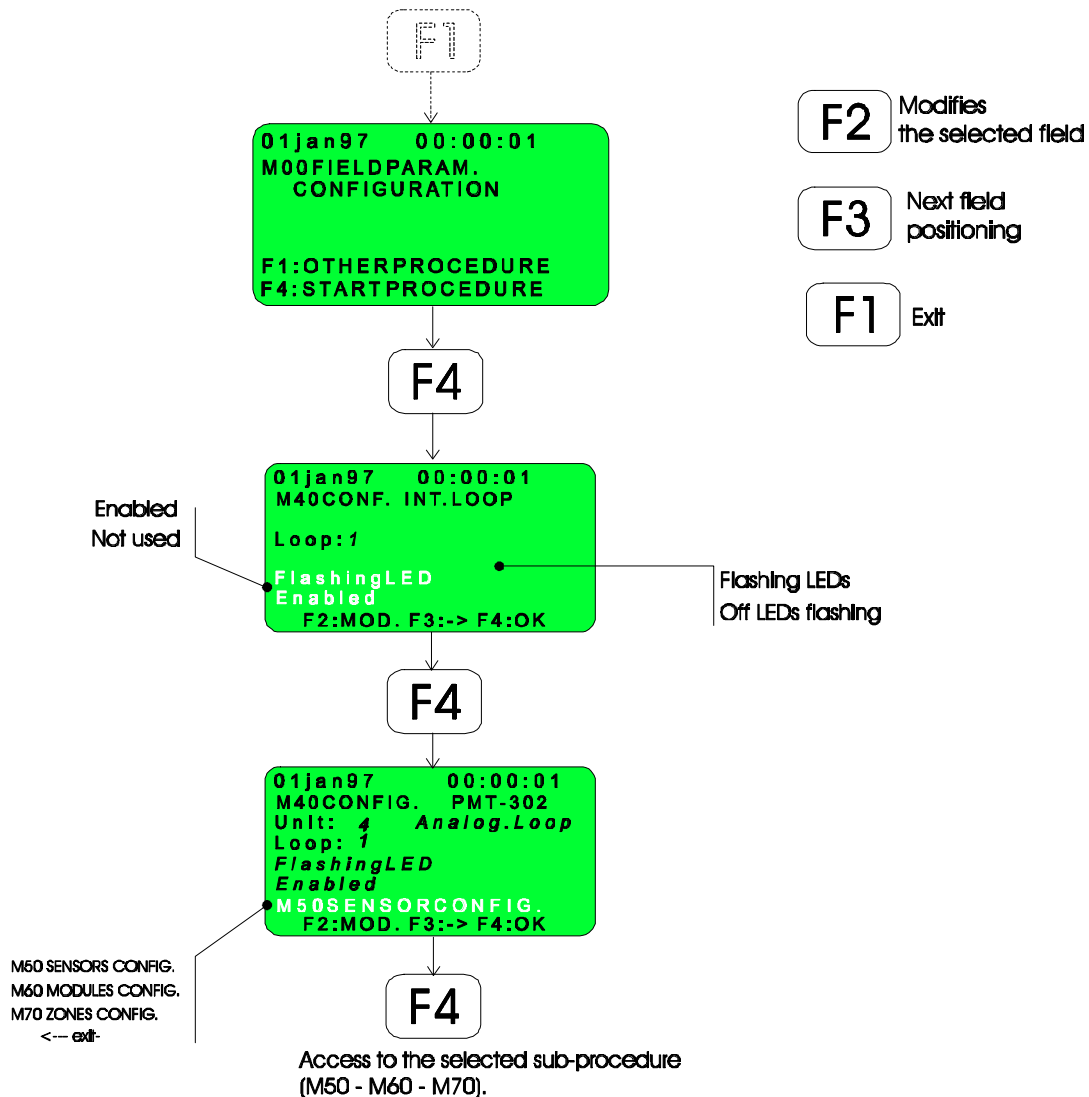 F1
01jan97 00:00:01
M00FIELDPARAM.
CONFIGURATION
F1:OTHERPROCEDURE
F4:STARTPROCEDURE
F2 Modifies
the selected field
F3 Next field
positioning
F1 Exit
F4
01jan97 00:00:01
M40CONF. INT.LOOP
Loop:1
FlashingLED
Enabled
F2:MOD. F3:-> F4:OK
Enabled
Not used
Flashing LEDs
Off LEDs flashing
F4
01jan97 00:00:01
M40CONFIG. PMT-302
Unit: 4 Analog.Loop
Loop: 1
FlashingLED
Enabled
M50SENSORCONFIG.
F2:MOD. F3:-> F4:OK
M50 SENSORS CONFIG.
M60 MODULES CONFIG.
M70 ZONES CONFIG.
<--- exit-
F4
Access to the selected sub-procedure
(M50 - M60 - M70).